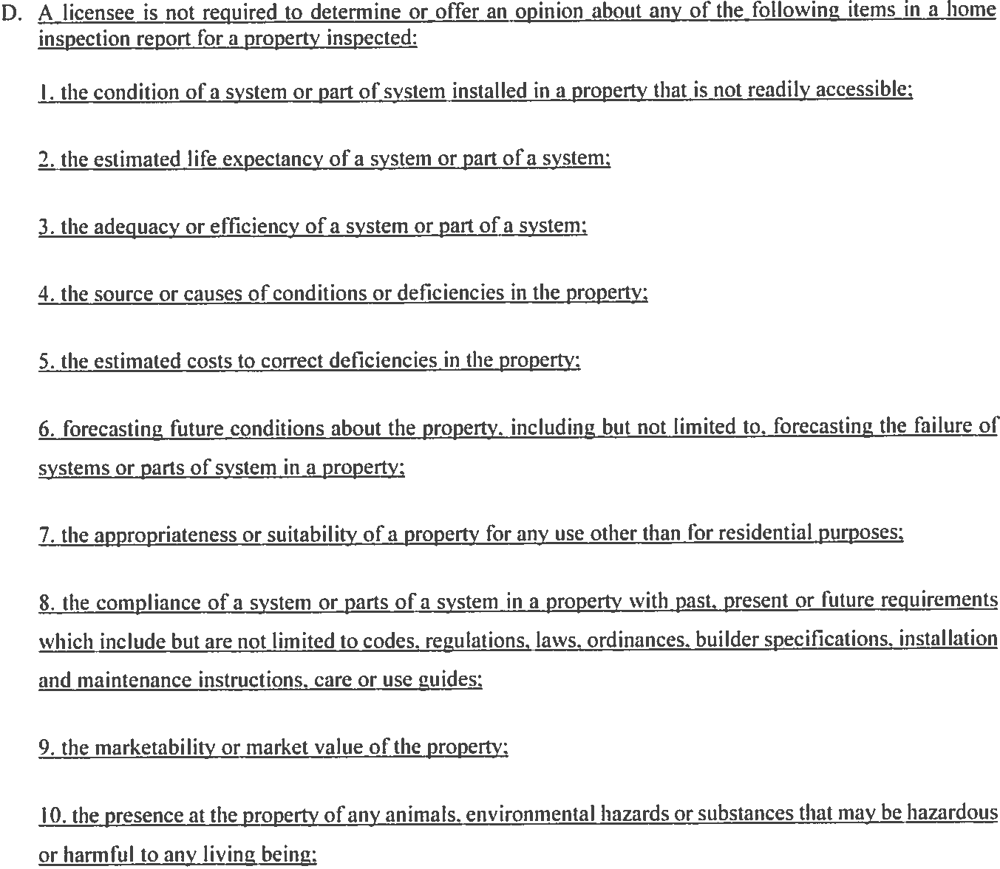 D. A licensee is not required to determine or offer an opinion about any of the following items in a home
inspection report for a property inspected:
1. the condition of a system or part of system installed in a property that is not readily accessible;
2. the estimated life expectancy of a system or part of a system;
3. the adequacy or efficiency of a system or part of a system;
4. the source or causes of conditions or deficiencies in the property;
5. the estimated costs to correct deficiencies in the property;
6. forecasting future conditions about the property, including but not limited to, forecasting the failure of
systems or parts of system in a property;
7. the appropriateness or suitability of a property for any use other than for residential purposes;
8. the compliance of a system or parts of a system in a property with past, present or future requirements
which include but are not limited to codes, regulations, laws, ordinances, builder specifications, installation
and maintenance instructions, care or use guides;
9. the marketability or market value of the property;
10. the presence at the property of any animals, environmental hazards or substances that may be hazardous
or harmful to any living being;